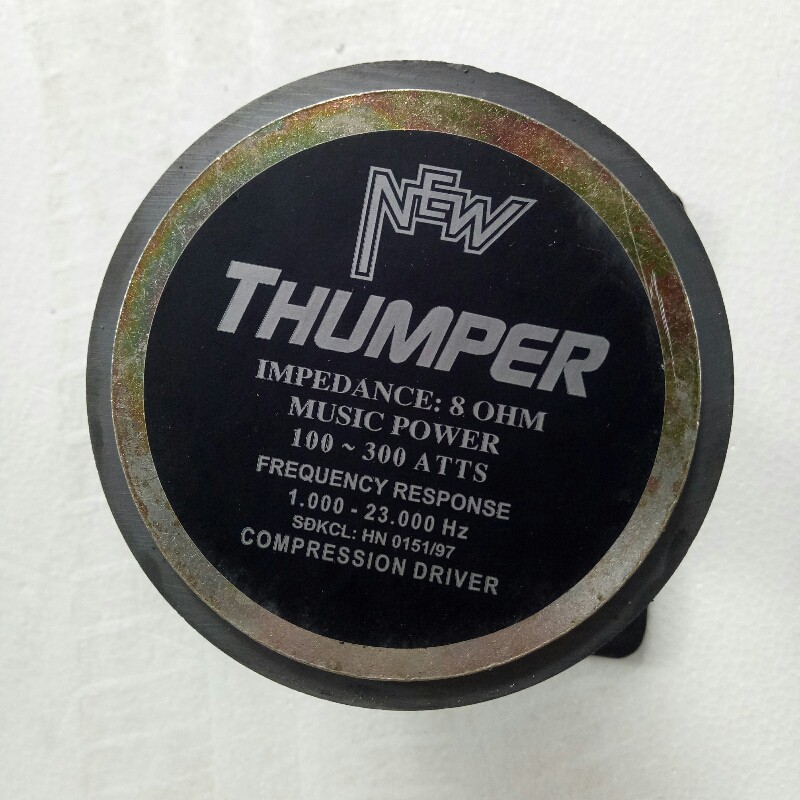 NEW
THUMPER
IMPEDANCE: 8 OHM
MUSIC POWER
100 ~ 300 ATTS
FREQUENCY RESPONSE
1.000 - 23.000 Hz
SĐKCL: HN 0151/97
COMPRESSION DRIVER